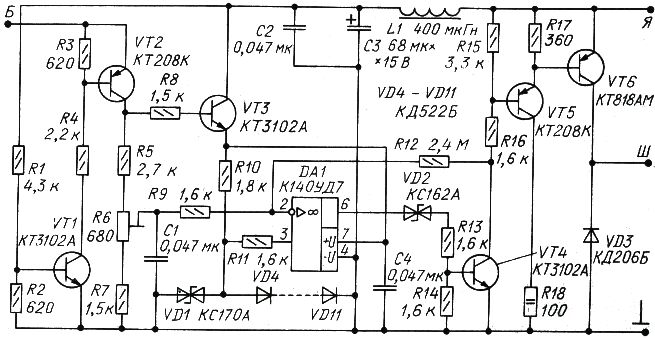 Б
R3
620
VT2
КТ208К
R8
1,5 к
C2
0,047 мк
L1 400 мкГн
C3 68 мк×
×15 В
R15
3,3 к
R17
360
Я
VT6
КТ818АМ
VT3
КТ3102А
VD4 – VD11
КД522Б
VT5
КТ208К
R4
2,2 к
R1
4,3 к
R5
2,7 к
R10
1,8 к
R12
2,4 М
R16
1,6 к
Ш
R9
1,6 к
DA1
К140УД7
VD2
КС162А
2
▷∞
6
3
+U
7
-U
4
R6
680
VT1
КТ3102А
C1
0,047 мк
R11
1,6 к
VD4
R13
1,6 к
C4
0,047мк
VT4
КТ3102А
VD3
КД206Б
R2
620
R7
1,5к
VD1 КС170А
VD11
R14
1,6 к
R18
100